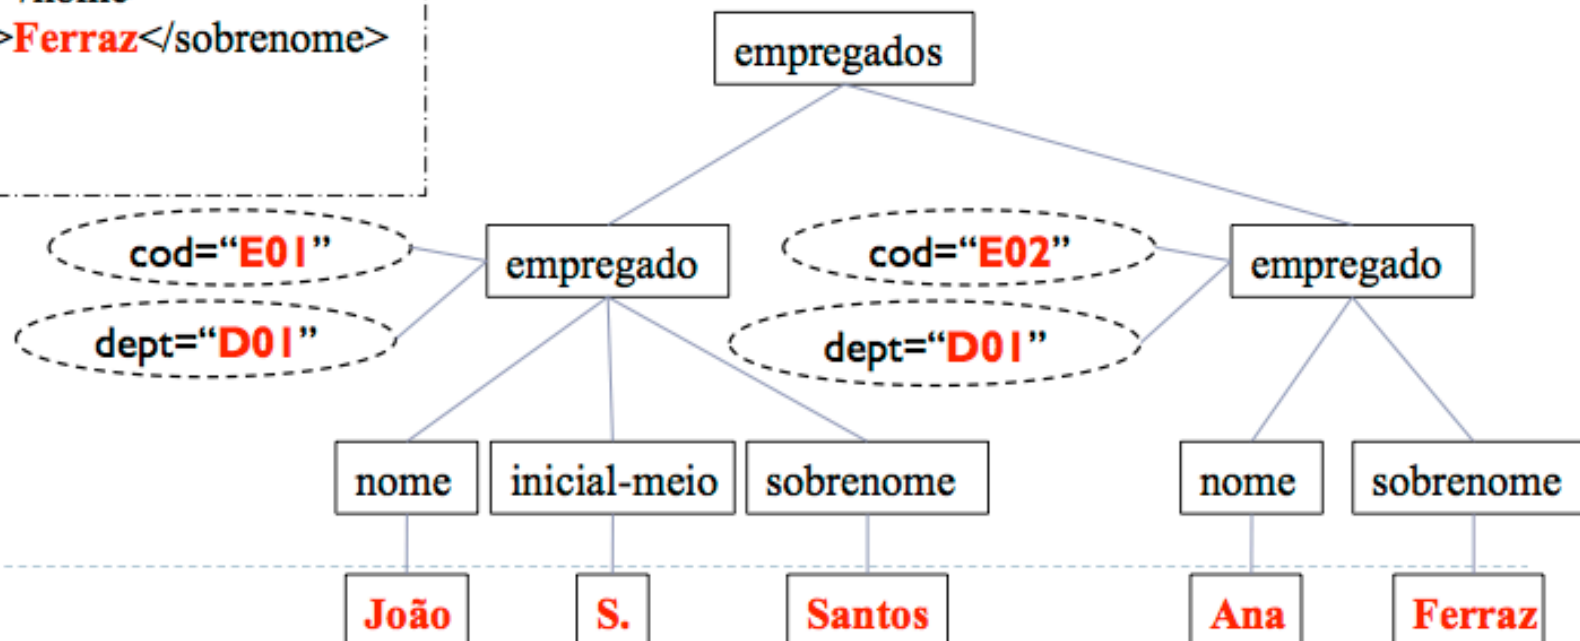 >Ferraz</sobrenome>
empregados
cod=“E01”
empregado
cod=“E02”
empregado
dept=“D01”
dept=“D01”
nome
inicial-meio
sobrenome
nome
sobrenome
João
S.
Santos
Ana
Ferraz